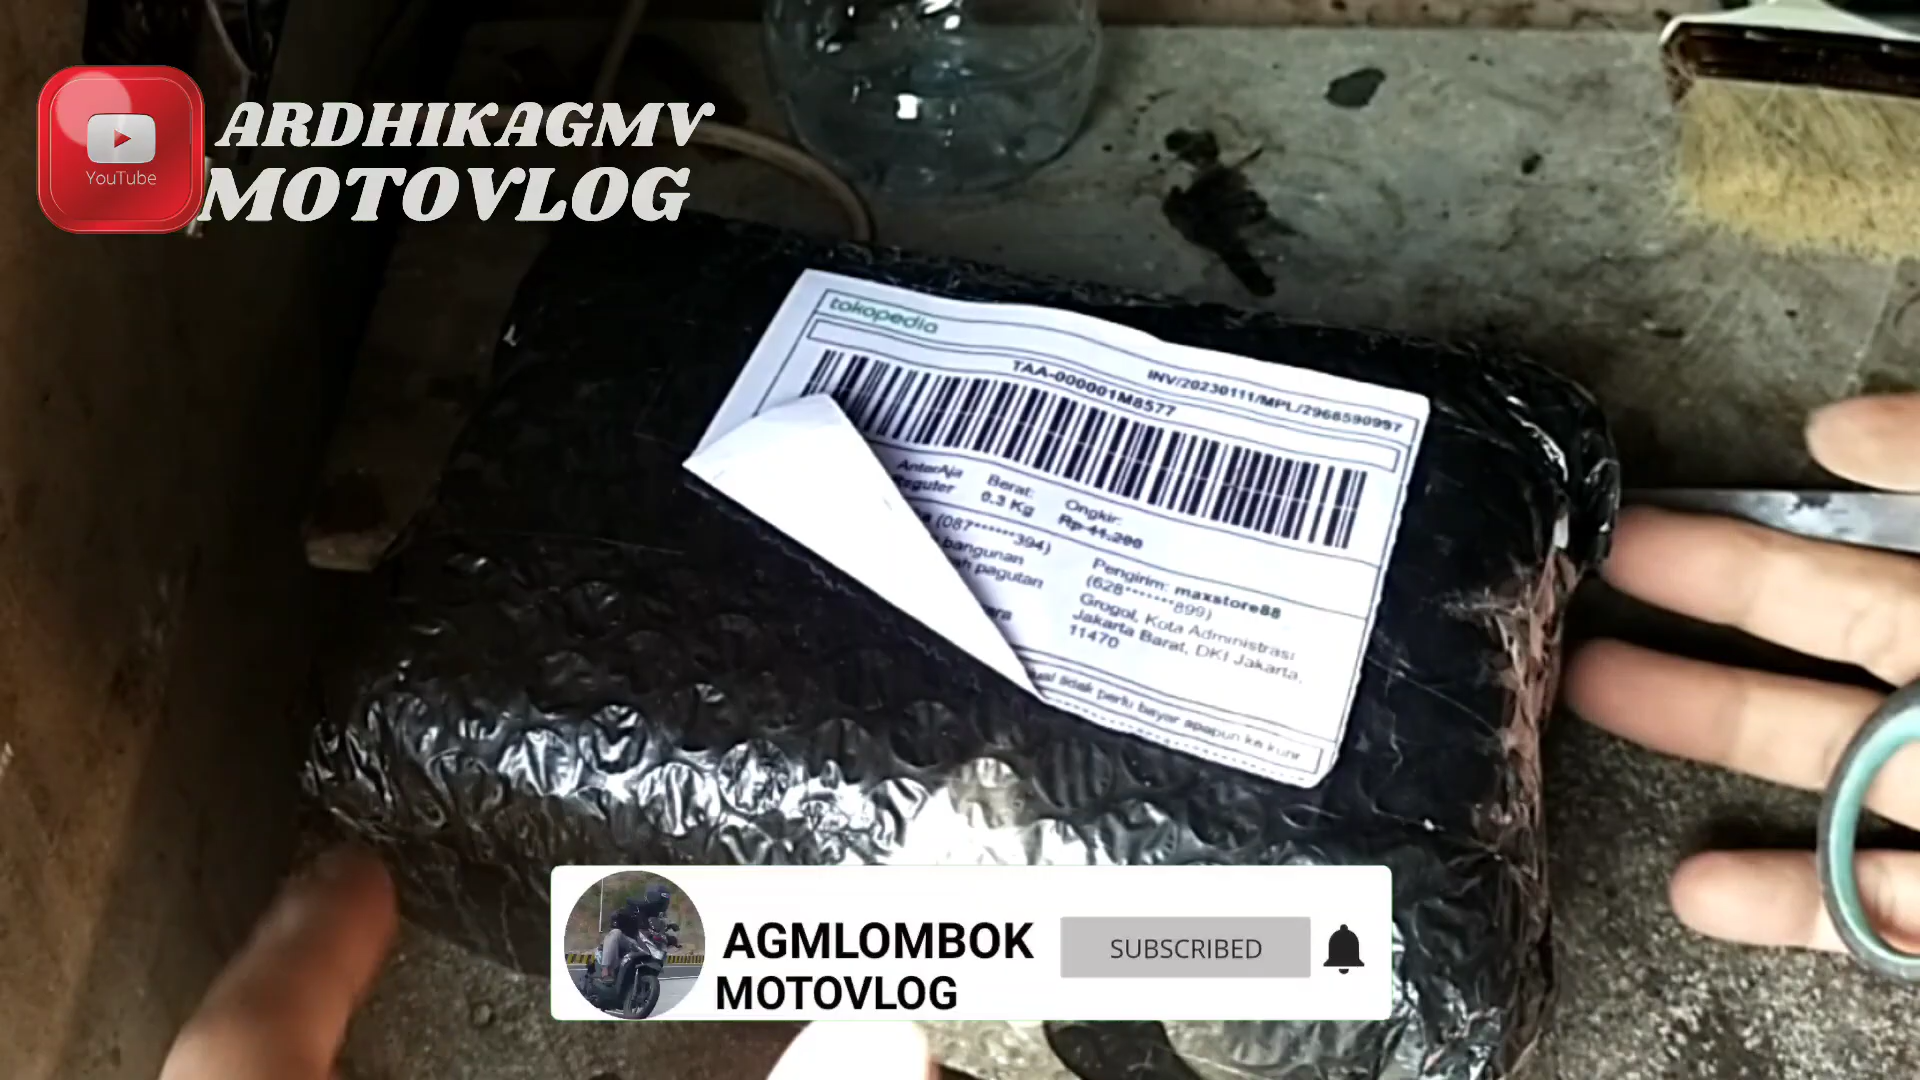 YouTube
ARDHIKAGMV
MOTOVLOG
tokopedia
INV/20230111/MPL/2968590997
TAA-000001M8577
AnterAja
Reguler
Berat:
0.3 Kg
Ongkir:
Rp 11.200
(087******394)
bangunan
pagutan
Pengirim: maxstore88
(628*******899)
Grogol, Kota Administrasi
Jakarta Barat, DKI Jakarta,
11470
tidak perlu bayar apapun ke kurir
AGMLOMBOK
MOTOVLOG
SUBSCRIBED